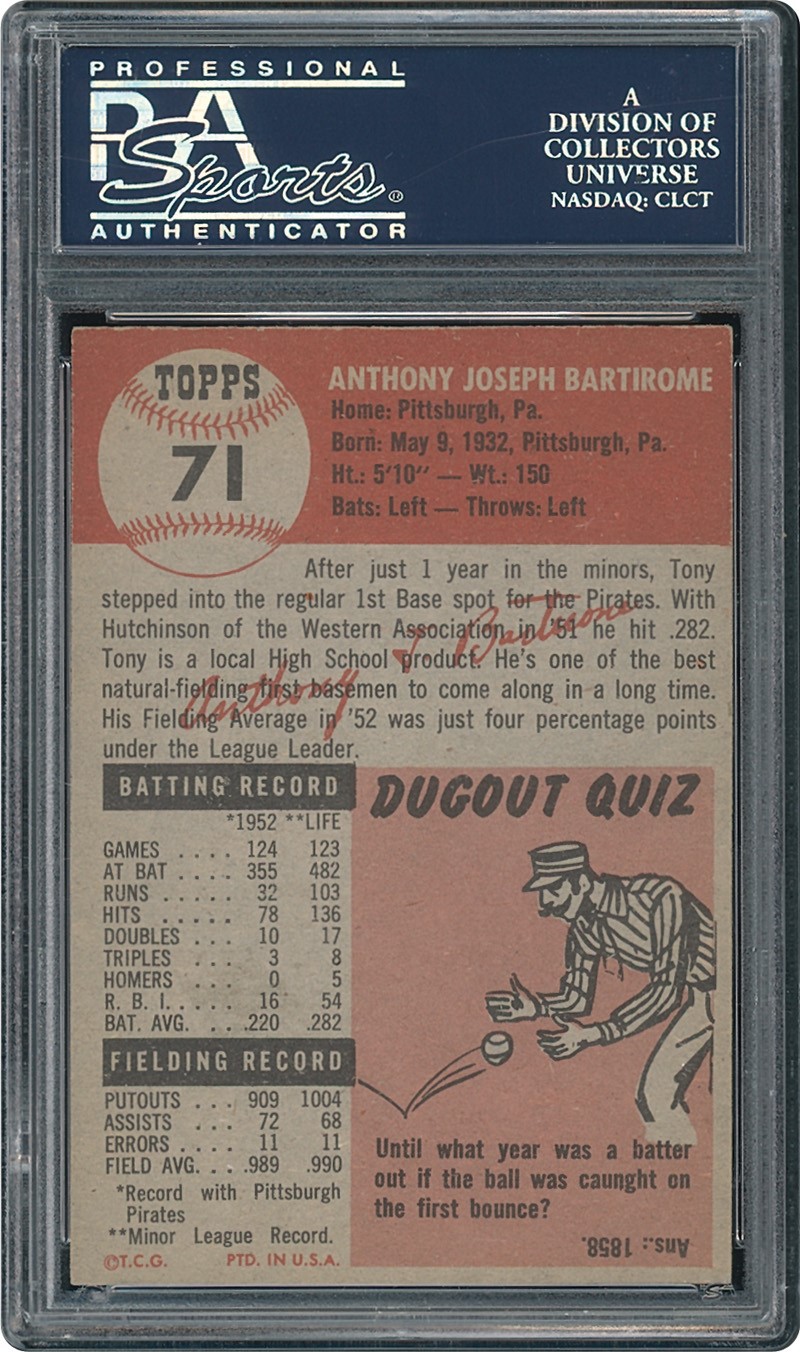 PROFESSIONAL
PSA
Sports®
AUTHENTICATOR
A
DIVISION OF
COLLECTORS
UNIVERSE
NASDAQ: CLCT
TOPPS
71
ANTHONY JOSEPH BARTIROME
Home: Pittsburgh, Pa.
Born: May 9, 1932, Pittsburgh, Pa.
Ht.: 5'10" — Wt.: 150
Bats: Left — Throws: Left
After just 1 year in the minors, Tony
stepped into the regular 1st Base spot for the Pirates. With
Hutchinson of the Western Association in '51 he hit .282.
Tony is a local High School product. He's one of the best
natural-fielding first basemen to come along in a long time.
His Fielding Average in '52 was just four percentage points
under the League Leader.
Anthony J. Bartirome
BATTING RECORD
*1952 **LIFE
GAMES .... 124 123
AT BAT .... 355 482
RUNS ..... 32 103
HITS ..... 78 136
DOUBLES ... 10 17
TRIPLES ... 3 8
HOMERS ... 0 5
R. B. I. .... 16 54
BAT. AVG. ... .220 .282
FIELDING RECORD
PUTOUTS ... 909 1004
ASSISTS ... 72 68
ERRORS .... 11 11
FIELD AVG. ... .989 .990
*Record with Pittsburgh
Pirates
**Minor League Record.
©T.C.G. PTD. IN U.S.A.
DUGOUT QUIZ
Until what year was a batter
out if the ball was caunght on
the first bounce?
Ans.: 1858.